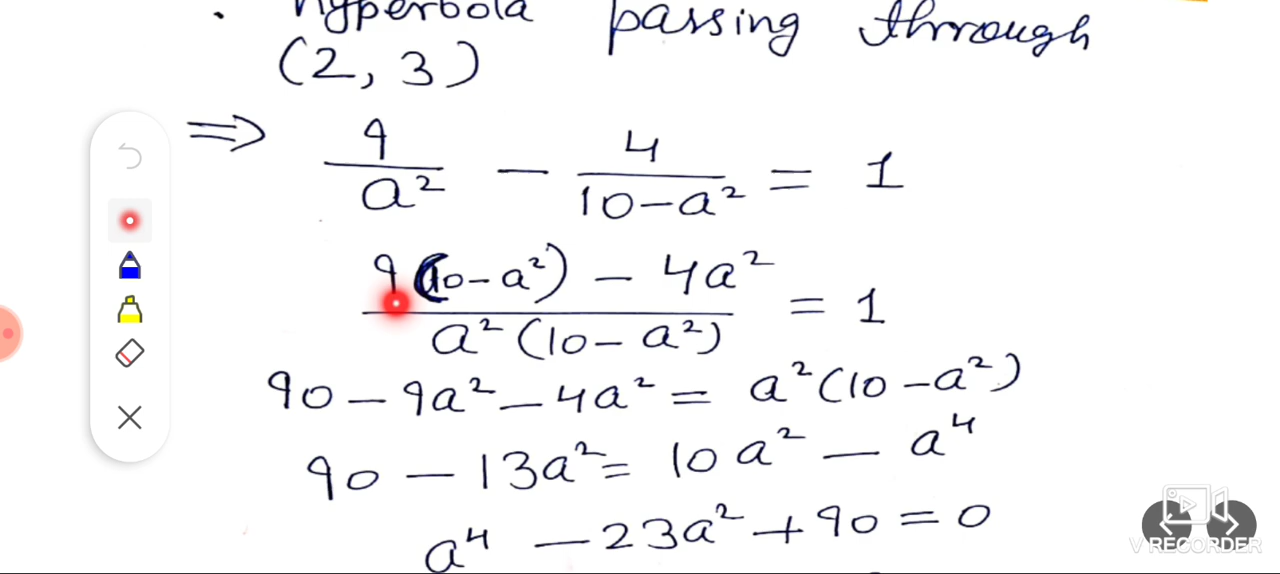 hyperbola passing through
(2, 3)
⇒ 9/a² − 4/(10−a²) = 1
9(10−a²) − 4a² / a²(10−a²) = 1
90 − 9a² − 4a² = a²(10−a²)
90 − 13a² = 10a² − a⁴
a⁴ − 23a² + 90 = 0
V RECORDER